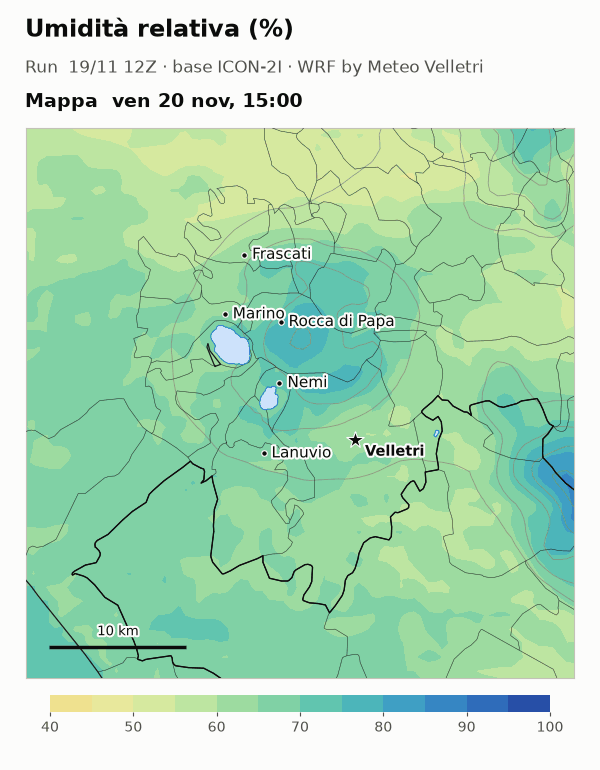 Umidità relativa (%)
Run  19/11 12Z · base ICON-2I · WRF by Meteo Velletri
Mappa  ven 20 nov, 15:00
Frascati
Marino
Rocca di Papa
Nemi
Velletri
Lanuvio
10 km
40 50 60 70 80 90 100